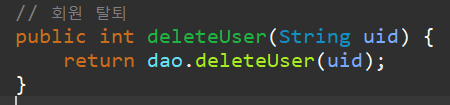 // 회원 탈퇴
public int deleteUser(String uid) {
    return dao.deleteUser(uid);
}